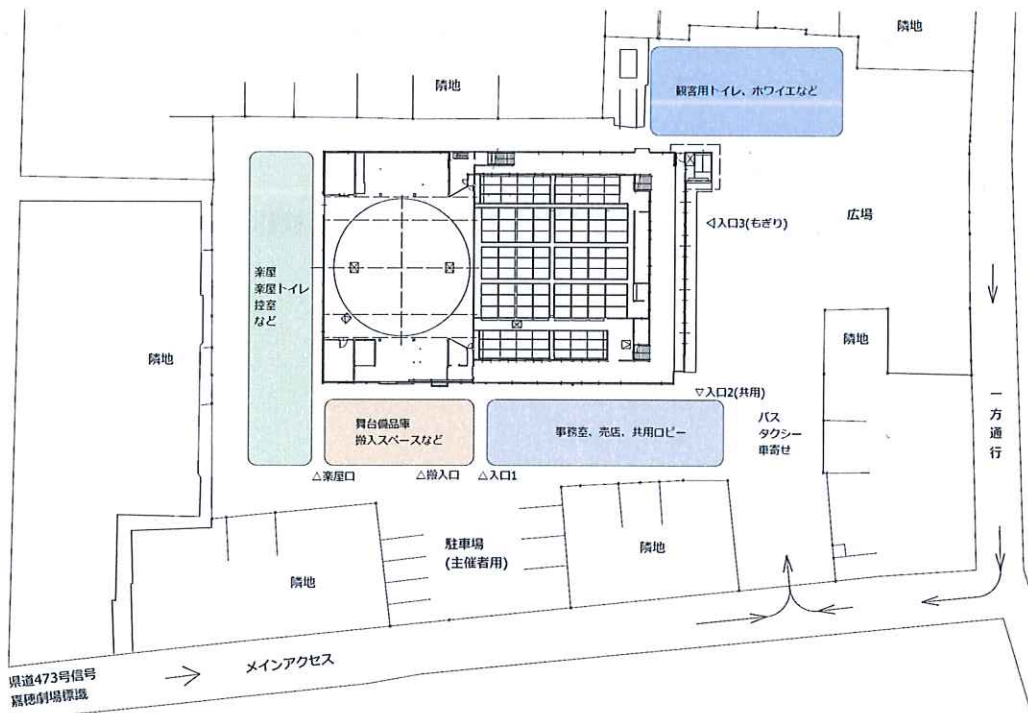 隣地
隣地
観客用トイレ、ホワイエなど
◁入口3(もぎり)
広場
楽屋
楽屋トイレ
控室
など
隣地
隣地
一方通行
▽入口2(共用)
舞台備品庫
搬入スペースなど
事務室、売店、共用ロビー
バス
タクシー
車寄せ
△楽屋口
△搬入口
△入口1
駐車場
(主催者用)
隣地
隣地
メインアクセス
県道473号信号
嘉穂劇場標識